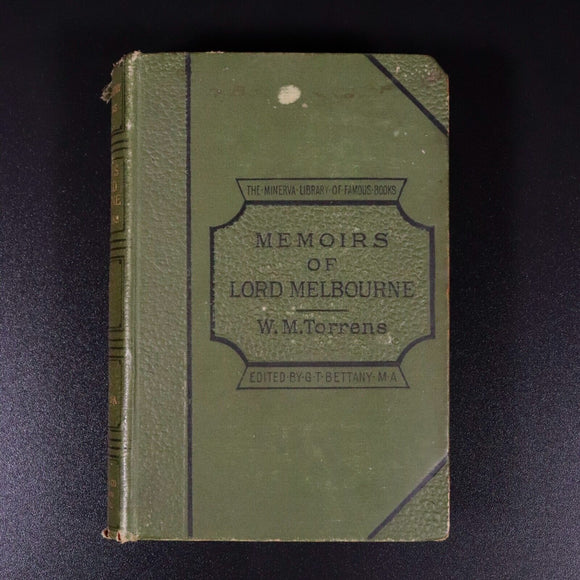 THE·MINERVA·LIBRARY·OF·FAMOUS·BOOKS
MEMOIRS
OF
LORD MELBOURNE
W. M. Torrens
EDITED·BY·G·T·BETTANY·M·A